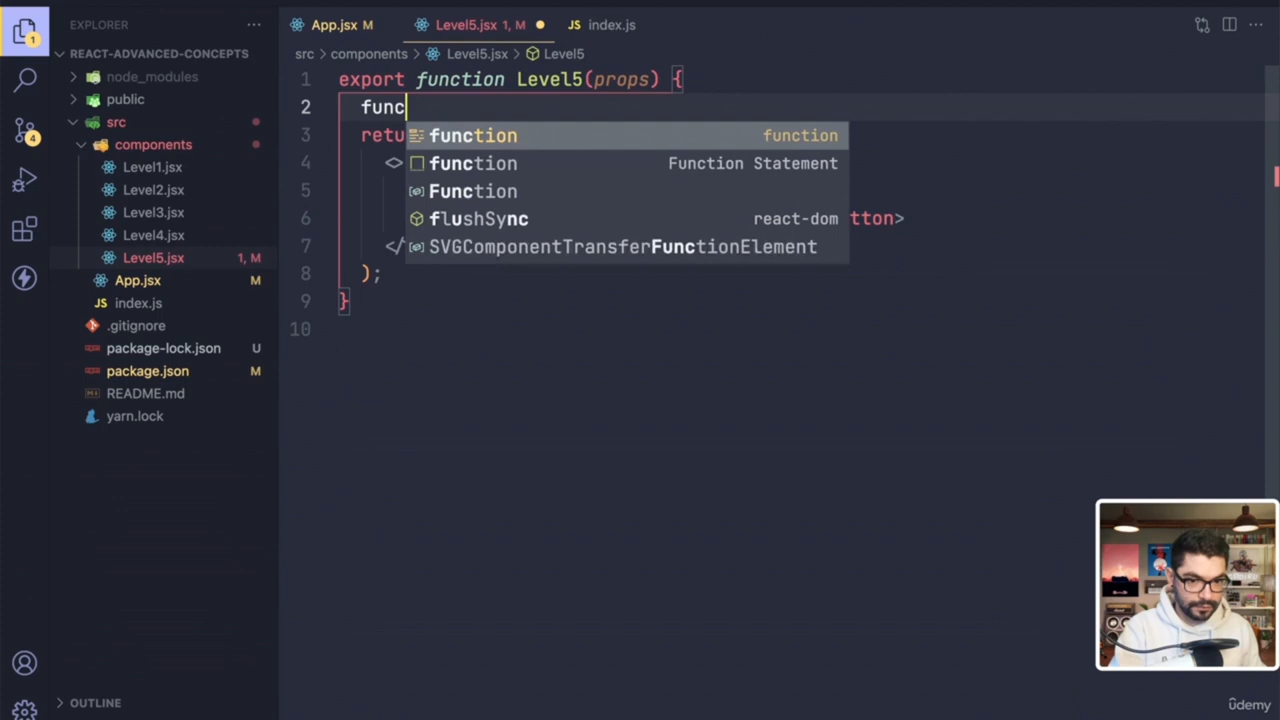 EXPLORER
REACT-ADVANCED-CONCEPTS
node_modules
public
src
components
Level1.jsx
Level2.jsx
Level3.jsx
Level4.jsx
Level5.jsx 1, M
App.jsx M
index.js
.gitignore
package-lock.json U
package.json M
README.md
yarn.lock
OUTLINE
1
4
App.jsx M
Level5.jsx 1, M
JS index.js
src > components > Level5.jsx > Level5
1 export function Level5(props) {
2 func
3 retu
4 <>
5
6 tton>
7 </
8 );
9 }
10
function function
function Function Statement
Function
flushSync react-dom
SVGComponentTransferFunctionElement
ûdemy